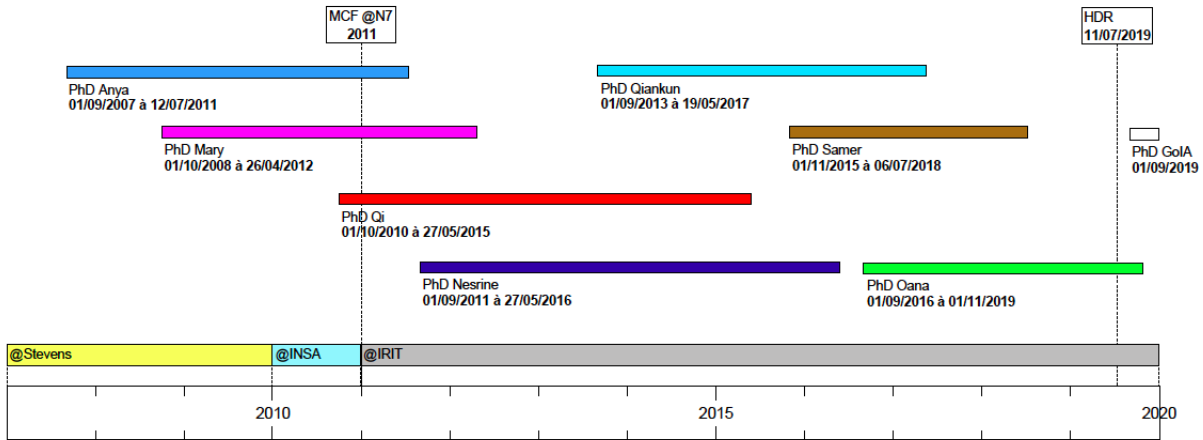 MCF @N7
2011
HDR
11/07/2019
PhD Anya
01/09/2007 à 12/07/2011
PhD Qiankun
01/09/2013 à 19/05/2017
PhD Mary
01/10/2008 à 26/04/2012
PhD Samer
01/11/2015 à 06/07/2018
PhD GoIA
01/09/2019
PhD Qi
01/10/2010 à 27/05/2015
PhD Nesrine
01/09/2011 à 27/05/2016
PhD Oana
01/09/2016 à 01/11/2019
@Stevens
@INSA
@IRIT
2010
2015
2020